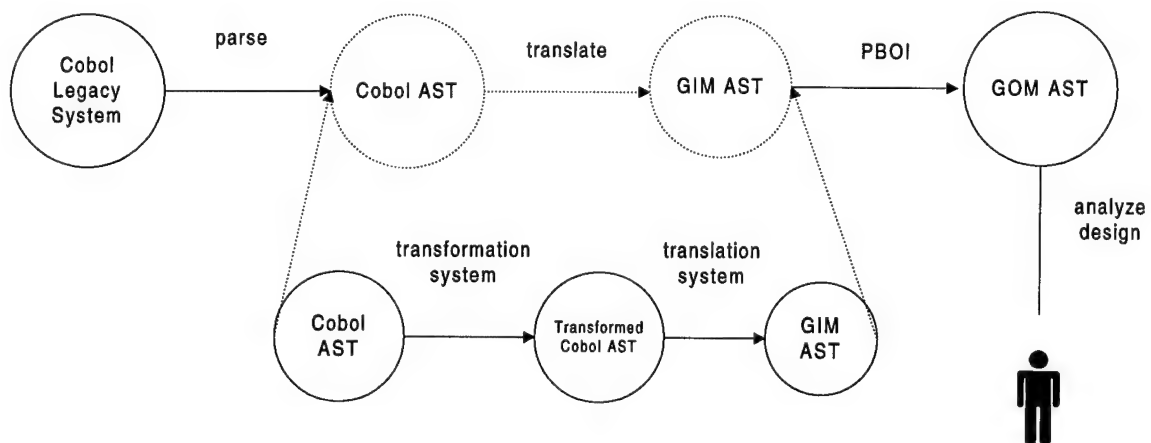 parse
translate
PBOI
Cobol
Legacy
System
Cobol AST
GIM AST
GOM AST
analyze
design
transformation
system
translation
system
Cobol
AST
Transformed
Cobol AST
GIM
AST